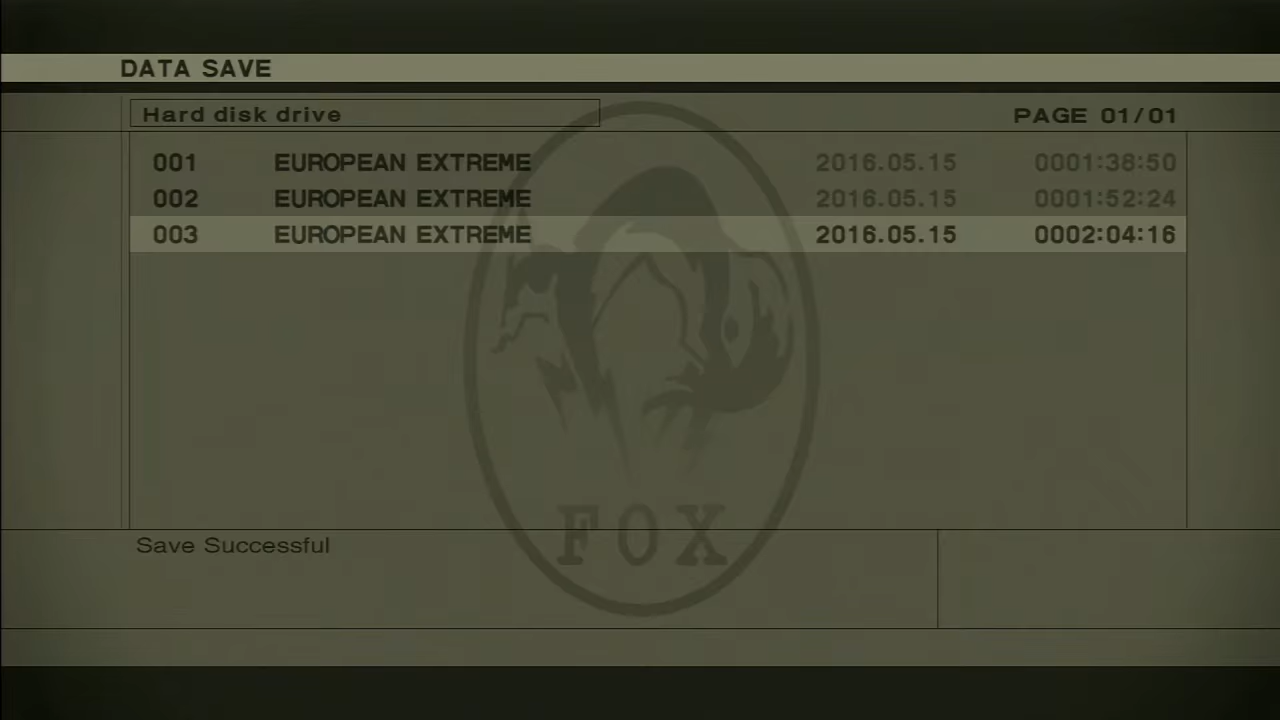 DATA SAVE
Hard disk drive PAGE 01/01
001 EUROPEAN EXTREME 2016.05.15 0001:38:50
002 EUROPEAN EXTREME 2016.05.15 0001:52:24
003 EUROPEAN EXTREME 2016.05.15 0002:04:16
FOX
Save Successful